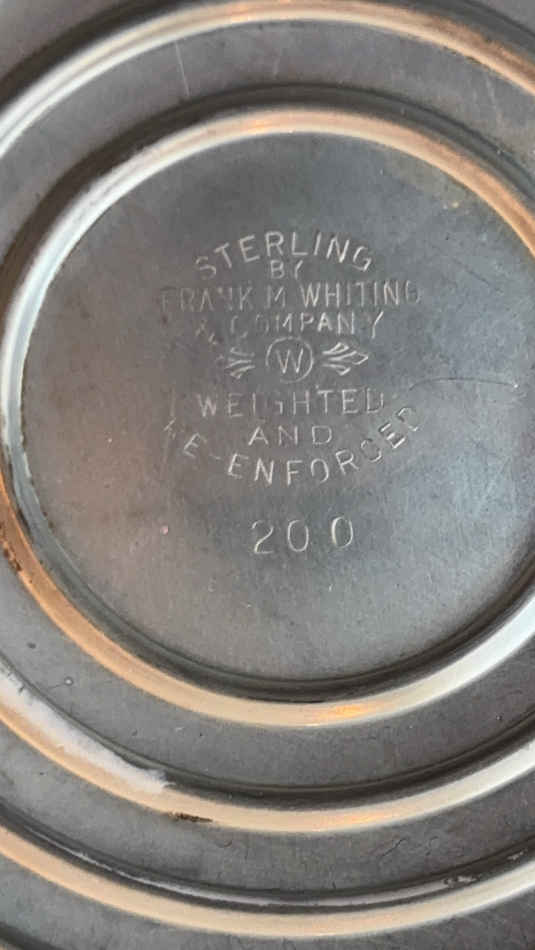 STERLING
BY
FRANK M WHITING
& COMPANY
W
WEIGHTED
AND
RE-ENFORCED
200